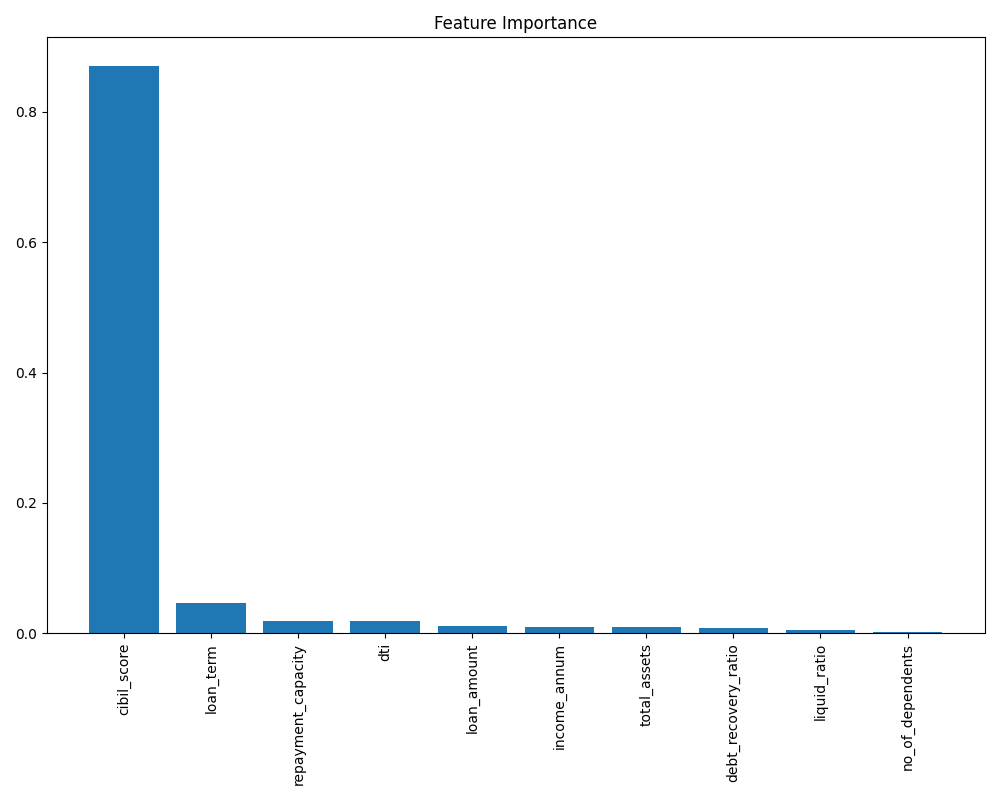 Feature Importance
0.8
0.6
0.4
0.2
0.0
cibil_score
loan_term
repayment_capacity
dti
loan_amount
income_annum
total_assets
debt_recovery_ratio
liquid_ratio
no_of_dependents